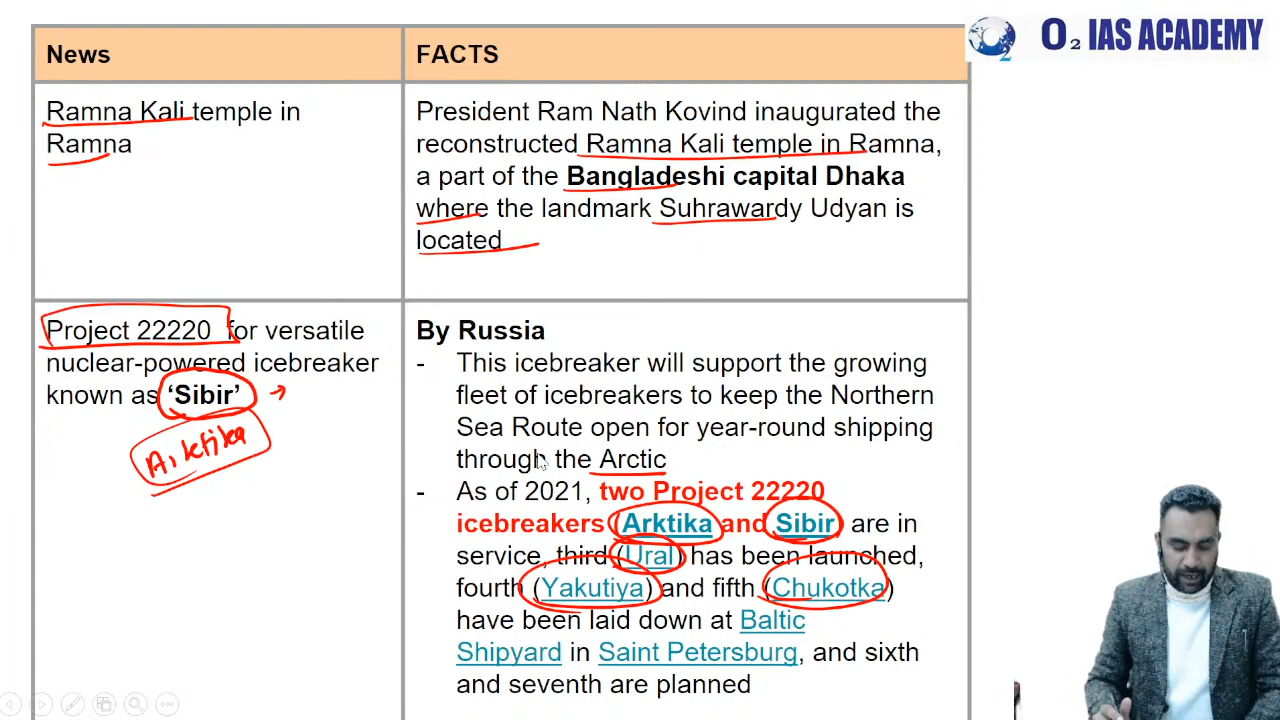 O2 IAS ACADEMY
News
FACTS
Ramna Kali temple in
Ramna
President Ram Nath Kovind inaugurated the
reconstructed Ramna Kali temple in Ramna,
a part of the Bangladeshi capital Dhaka
where the landmark Suhrawardy Udyan is
located
Project 22220 for versatile
nuclear-powered icebreaker
known as ‘Sibir’
Arktika
By Russia
- This icebreaker will support the growing
fleet of icebreakers to keep the Northern
Sea Route open for year-round shipping
through the Arctic
- As of 2021, two Project 22220
icebreakers (Arktika and Sibir) are in
service, third (Ural) has been launched,
fourth (Yakutiya) and fifth (Chukotka)
have been laid down at Baltic
Shipyard in Saint Petersburg, and sixth
and seventh are planned